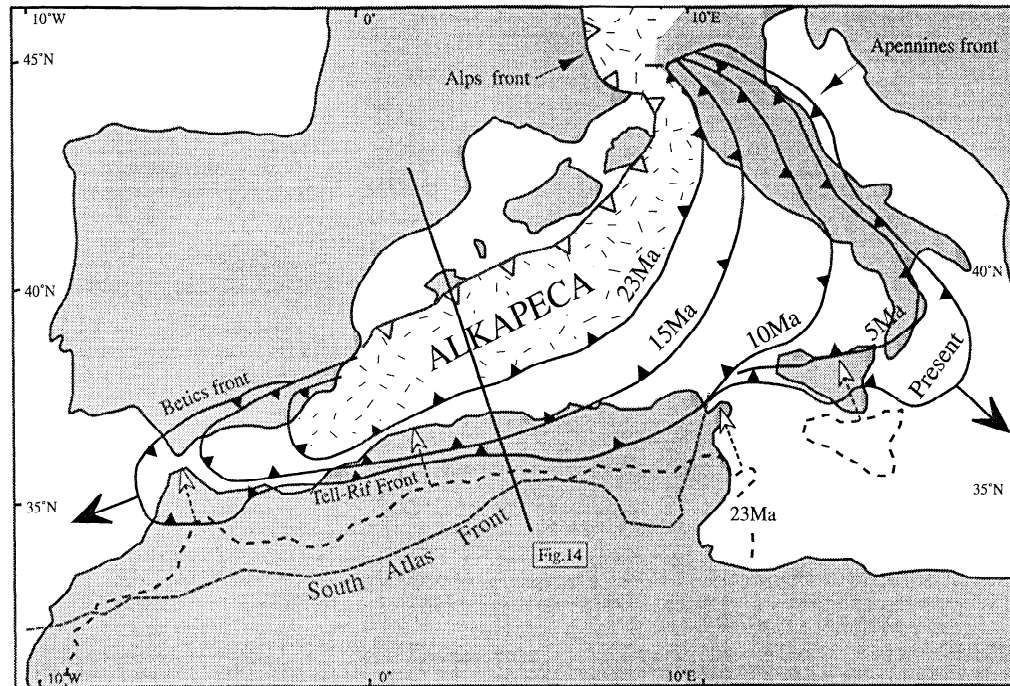 10°W
0°
10°E
45°N
Alps front
Apennines front
40°N
40°N
ALKAPECA
23Ma
15Ma
10Ma
5Ma
Present
Betics front
35°N
Tell-Rif Front
35°N
23Ma
South Atlas Front
Fig.14
10°W
0°
10°E